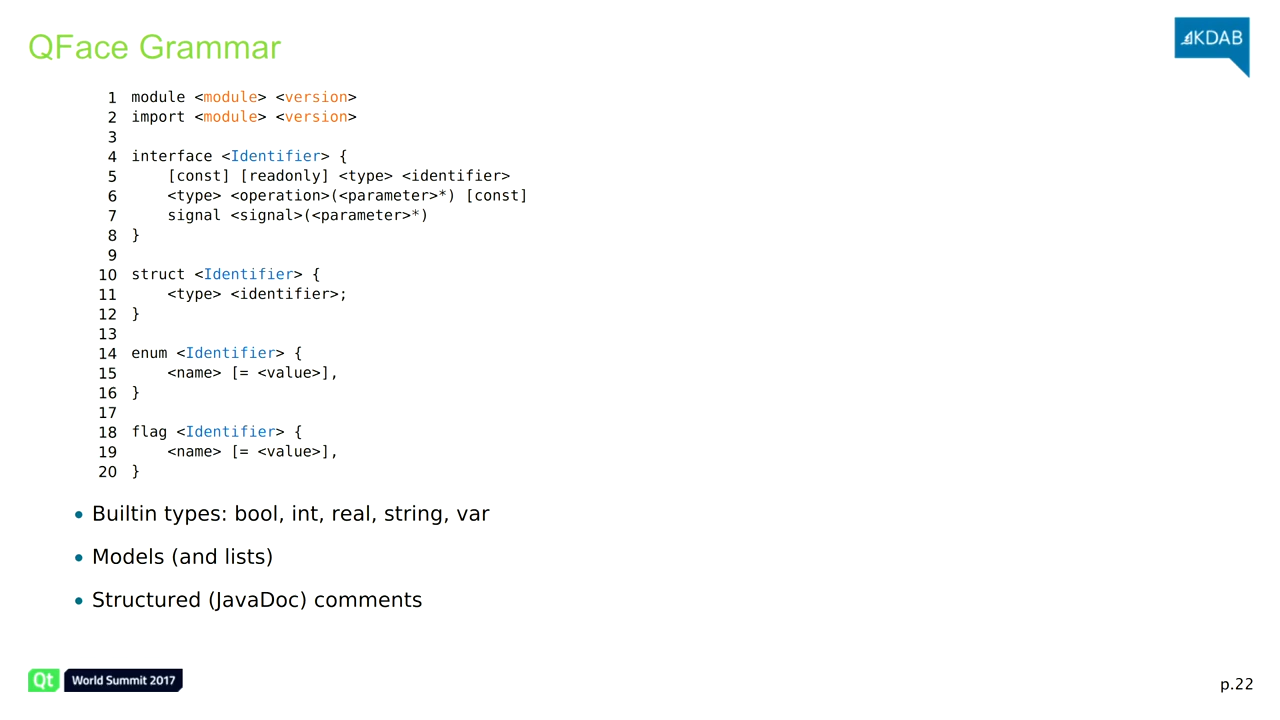 QFace Grammar
KDAB
1 module <module> <version>
2 import <module> <version>
3
4 interface <Identifier> {
5     [const] [readonly] <type> <identifier>
6     <type> <operation>(<parameter>*) [const]
7     signal <signal>(<parameter>*)
8 }
9
10 struct <Identifier> {
11     <type> <identifier>;
12 }
13
14 enum <Identifier> {
15     <name> [= <value>],
16 }
17
18 flag <Identifier> {
19     <name> [= <value>],
20 }
• Builtin types: bool, int, real, string, var
• Models (and lists)
• Structured (JavaDoc) comments
Qt World Summit 2017
p.22